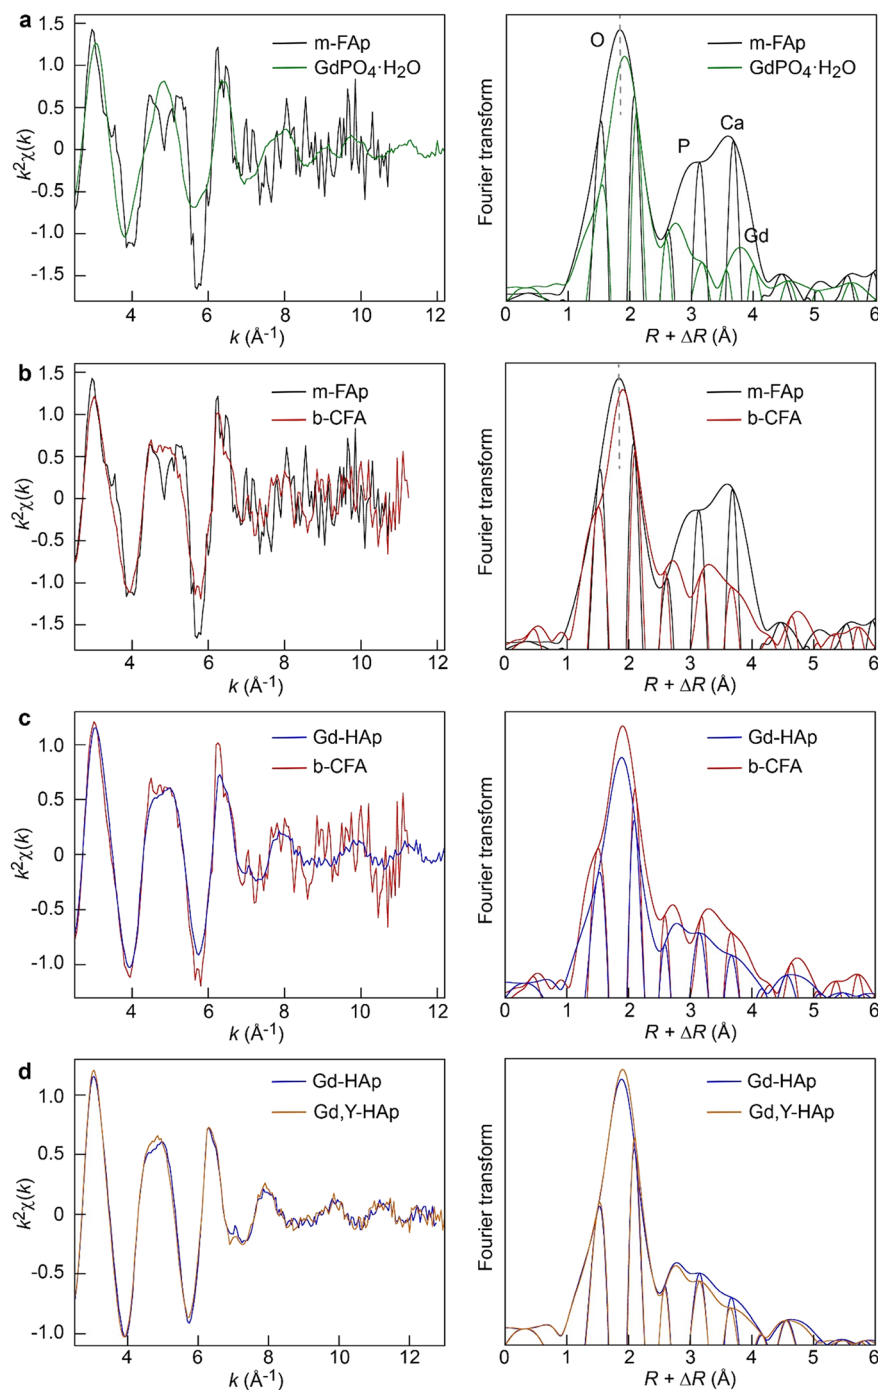 a
1.5
1.0
0.5
0
-0.5
-1.0
-1.5
k²χ(k)
m-FAp
GdPO₄·H₂O
4 6 8 10 12
k (Å⁻¹)
Fourier transform
O
P
Ca
Gd
m-FAp
GdPO₄·H₂O
0 1 2 3 4 5 6
R + ΔR (Å)
b
1.5
1.0
0.5
0
-0.5
-1.0
-1.5
k²χ(k)
m-FAp
b-CFA
4 6 8 10 12
k (Å⁻¹)
Fourier transform
m-FAp
b-CFA
0 1 2 3 4 5 6
R + ΔR (Å)
c
1.0
0.5
0
-0.5
-1.0
k²χ(k)
Gd-HAp
b-CFA
4 6 8 10 12
k (Å⁻¹)
Fourier transform
Gd-HAp
b-CFA
0 1 2 3 4 5 6
R + ΔR (Å)
d
1.0
0.5
0
-0.5
-1.0
k²χ(k)
Gd-HAp
Gd,Y-HAp
4 6 8 10 12
k (Å⁻¹)
Fourier transform
Gd-HAp
Gd,Y-HAp
0 1 2 3 4 5 6
R + ΔR (Å)